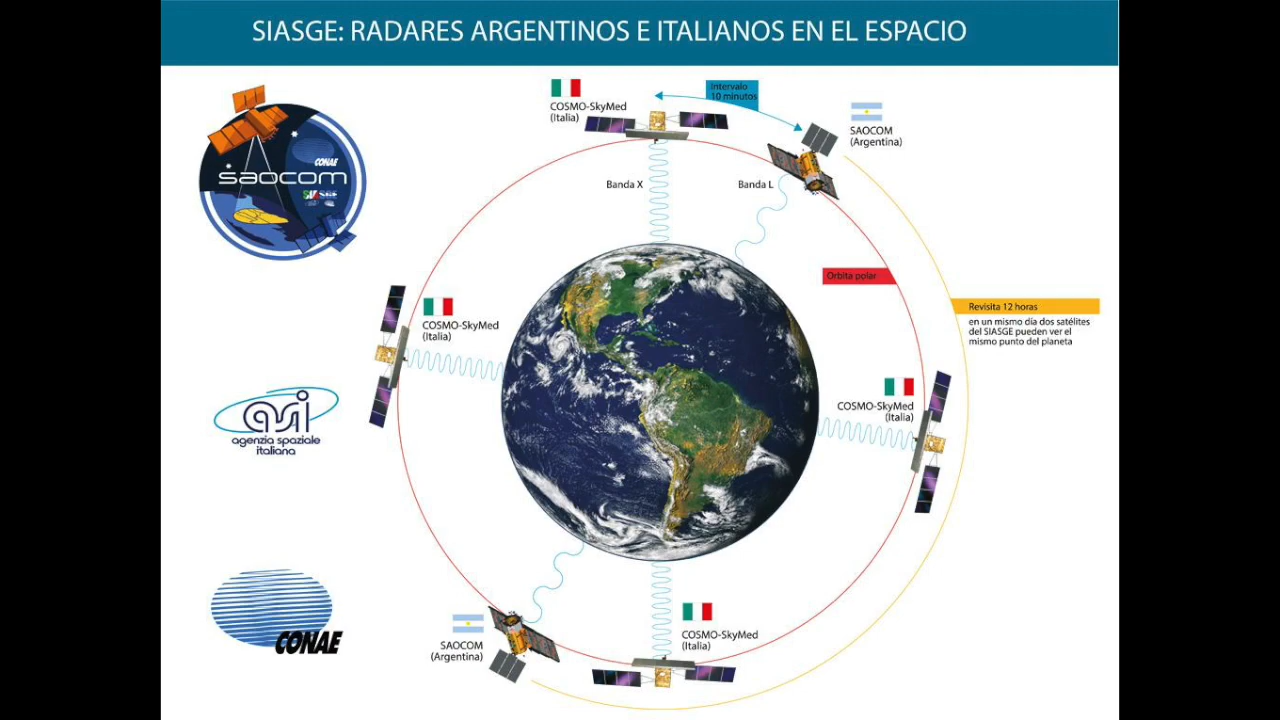 SIASGE: RADARES ARGENTINOS E ITALIANOS EN EL ESPACIO
COSMO-SkyMed
(Italia)
Intervalo
10 minutos
SAOCOM
(Argentina)
CONAE
saocom
SIASGE
Banda X
Banda L
Orbita polar
Revisita 12 horas
en un mismo día dos satélites
del SIASGE pueden ver el
mismo punto del planeta
COSMO-SkyMed
(Italia)
COSMO-SkyMed
(Italia)
asi
agenzia spaziale
italiana
CONAE
SAOCOM
(Argentina)
COSMO-SkyMed
(Italia)